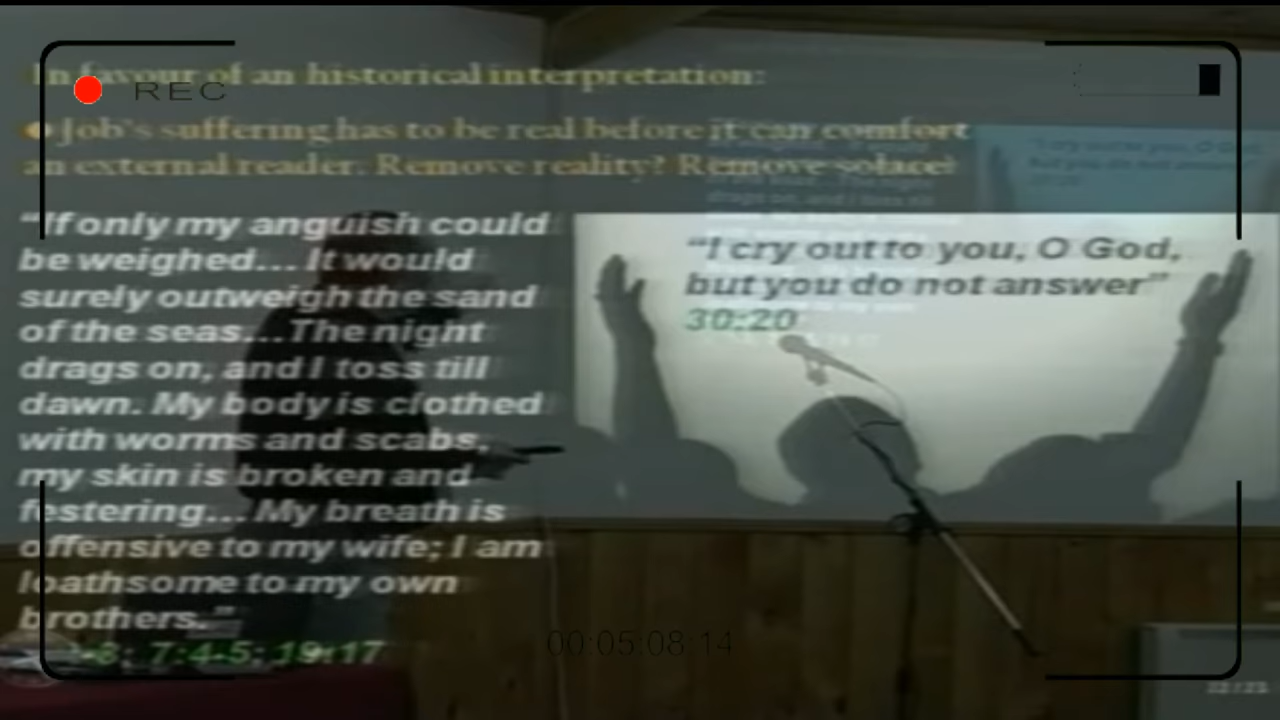 In favour of an historical interpretation:
REC
Job's suffering has to be real before it can comfort
an external reader. Remove reality? Remove solace?
"If only my anguish could
be weighed... It would
surely outweigh the sand
of the seas...The night
drags on, and I toss till
dawn. My body is clothed
with worms and scabs,
my skin is broken and
festering... My breath is
offensive to my wife; I am
loathsome to my own
brothers."
7:4-5; 19:17
"I cry out to you, O God,
but you do not answer"
30:20
00:05:08:14